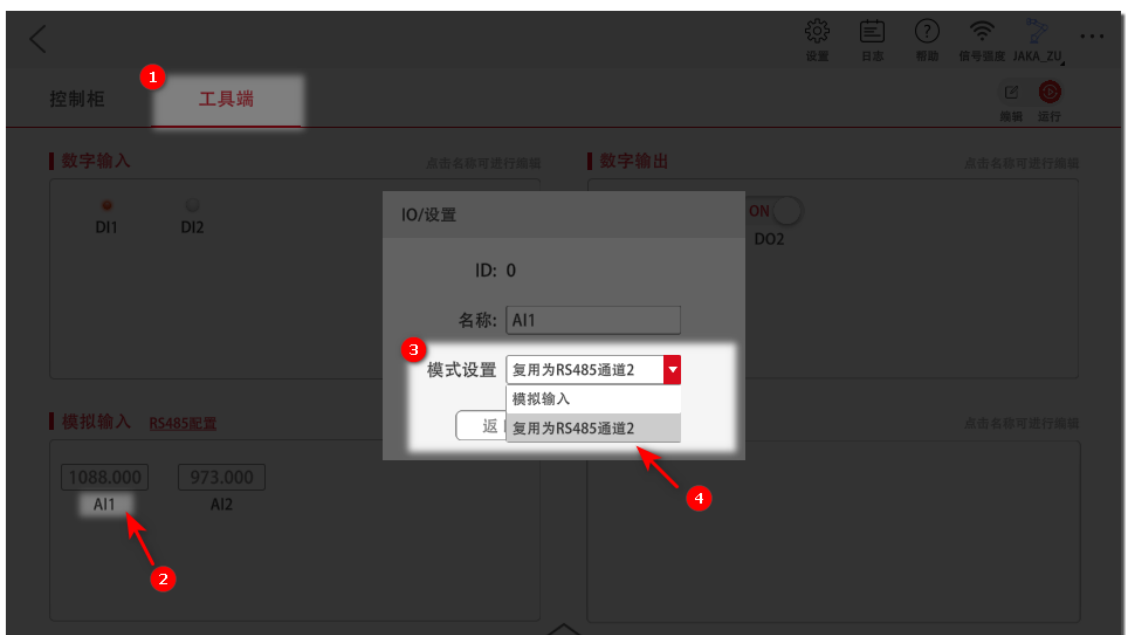 设置 日志 帮助 信号强度 JAKA_ZU
1
控制柜 工具端
编辑 运行
数字输入 点击名称可进行编辑 数字输出 点击名称可进行编辑
IO/设置
ON
DI1 DI2 DO2
ID: 0
名称: AI1
3
模式设置 复用为RS485通道2
模拟输入
模拟输入 RS485配置 返 复用为RS485通道2 点击名称可进行编辑
1088.000 973.000
4
AI1 AI2
2